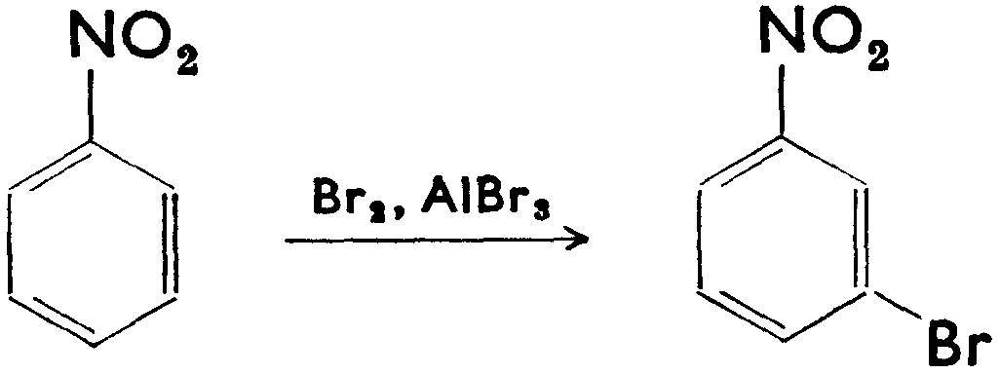 NO₂
Br₂, AlBr₃
NO₂
Br